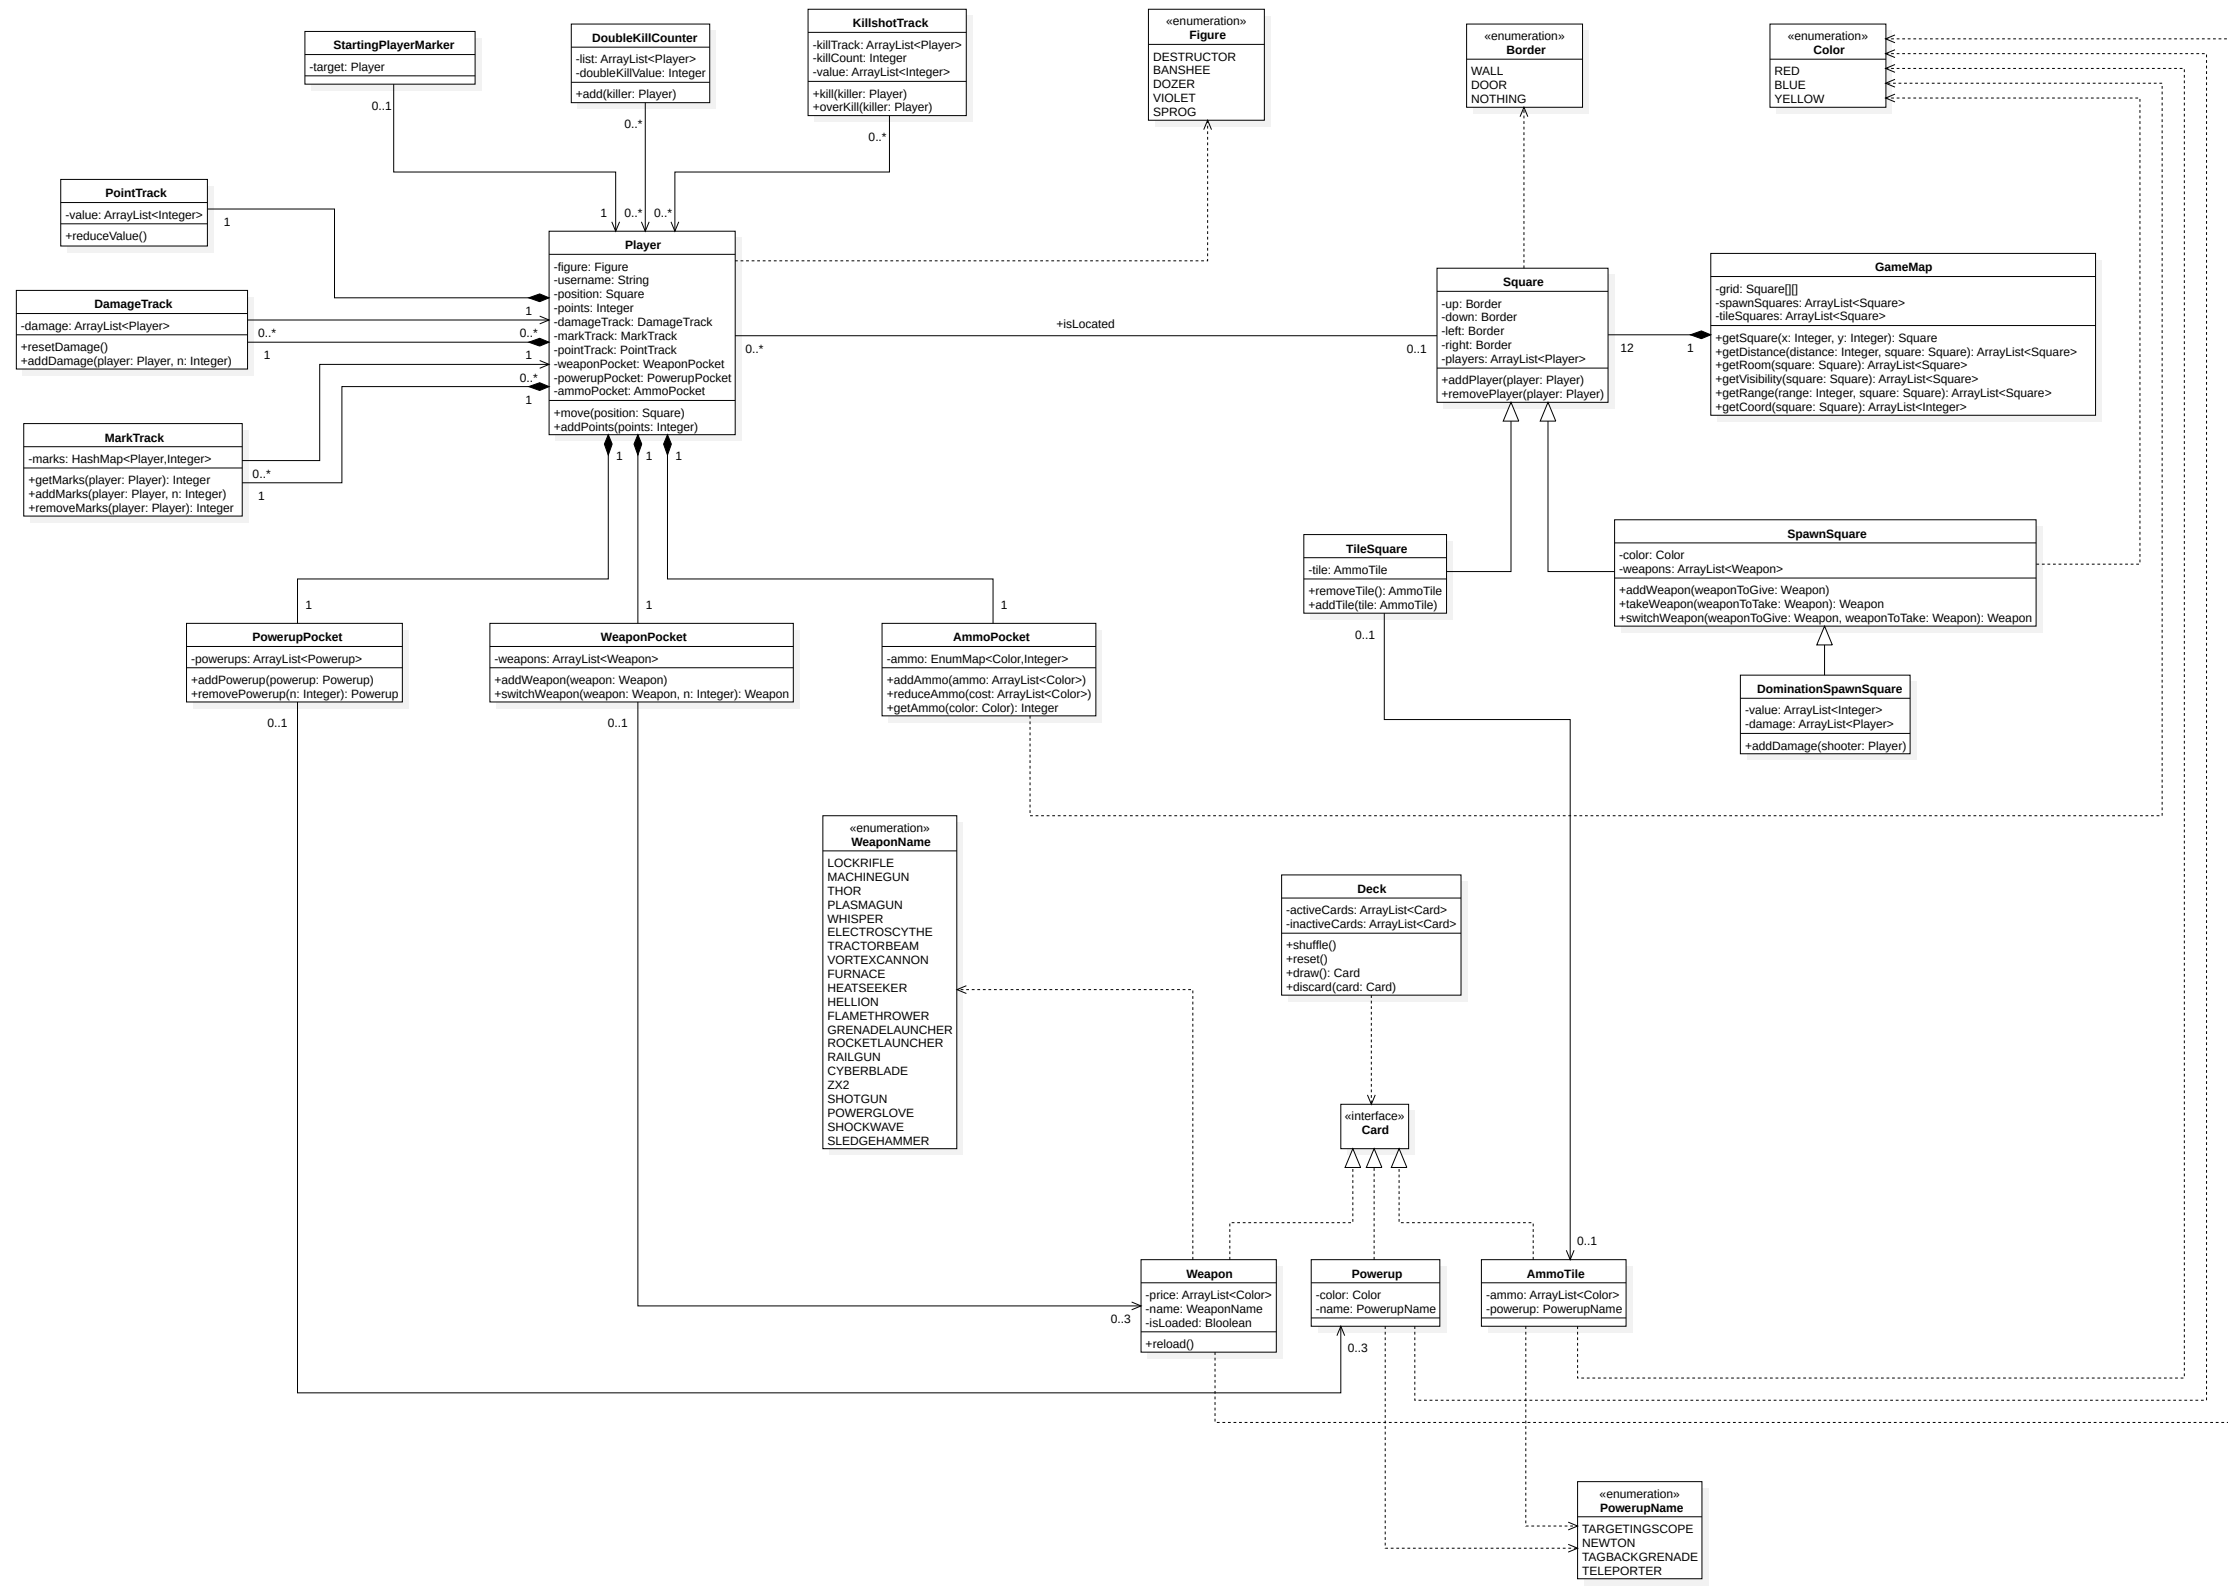 StartingPlayerMarker
-target: Player
0..1
DoubleKillCounter
-list: ArrayList<Player>
-doubleKillValue: Integer
+add(killer: Player)
0..*
KillshotTrack
-killTrack: ArrayList<Player>
-killCount: Integer
-value: ArrayList<Integer>
+kill(killer: Player)
+overKill(killer: Player)
0..*
«enumeration»
Figure
DESTRUCTOR
BANSHEE
DOZER
VIOLET
SPROG
«enumeration»
Border
WALL
DOOR
NOTHING
«enumeration»
Color
RED
BLUE
YELLOW
PointTrack
-value: ArrayList<Integer>
+reduceValue()
1
1
0..*
0..*
DamageTrack
-damage: ArrayList<Player>
+resetDamage()
+addDamage(player: Player, n: Integer)
0..*
1
MarkTrack
-marks: HashMap<Player,Integer>
+getMarks(player: Player): Integer
+addMarks(player: Player, n: Integer)
+removeMarks(player: Player): Integer
0..*
1
1
0..*
1
0..*
1
Player
-figure: Figure
-username: String
-position: Square
-points: Integer
-damageTrack: DamageTrack
-markTrack: MarkTrack
-pointTrack: PointTrack
-weaponPocket: WeaponPocket
-powerupPocket: PowerupPocket
-ammoPocket: AmmoPocket
+move(position: Square)
+addPoints(points: Integer)
1
1
1
+isLocated
0..*
0..1
Square
-up: Border
-down: Border
-left: Border
-right: Border
-players: ArrayList<Player>
+addPlayer(player: Player)
+removePlayer(player: Player)
12
1
GameMap
-grid: Square[][]
-spawnSquares: ArrayList<Square>
-tileSquares: ArrayList<Square>
+getSquare(x: Integer, y: Integer): Square
+getDistance(distance: Integer, square: Square): ArrayList<Square>
+getRoom(square: Square): ArrayList<Square>
+getVisibility(square: Square): ArrayList<Square>
+getRange(range: Integer, square: Square): ArrayList<Square>
+getCoord(square: Square): ArrayList<Integer>
TileSquare
-tile: AmmoTile
+removeTile(): AmmoTile
+addTile(tile: AmmoTile)
0..1
SpawnSquare
-color: Color
-weapons: ArrayList<Weapon>
+addWeapon(weaponToGive: Weapon)
+takeWeapon(weaponToTake: Weapon): Weapon
+switchWeapon(weaponToGive: Weapon, weaponToTake: Weapon): Weapon
DominationSpawnSquare
-value: ArrayList<Integer>
-damage: ArrayList<Player>
+addDamage(shooter: Player)
1
PowerupPocket
-powerups: ArrayList<Powerup>
+addPowerup(powerup: Powerup)
+removePowerup(n: Integer): Powerup
0..1
1
WeaponPocket
-weapons: ArrayList<Weapon>
+addWeapon(weapon: Weapon)
+switchWeapon(weapon: Weapon, n: Integer): Weapon
0..1
1
AmmoPocket
-ammo: EnumMap<Color,Integer>
+addAmmo(ammo: ArrayList<Color>)
+reduceAmmo(cost: ArrayList<Color>)
+getAmmo(color: Color): Integer
«enumeration»
WeaponName
LOCKRIFLE
MACHINEGUN
THOR
PLASMAGUN
WHISPER
ELECTROSCYTHE
TRACTORBEAM
VORTEXCANNON
FURNACE
HEATSEEKER
HELLION
FLAMETHROWER
GRENADELAUNCHER
ROCKETLAUNCHER
RAILGUN
CYBERBLADE
ZX2
SHOTGUN
POWERGLOVE
SHOCKWAVE
SLEDGEHAMMER
Deck
-activeCards: ArrayList<Card>
-inactiveCards: ArrayList<Card>
+shuffle()
+reset()
+draw(): Card
+discard(card: Card)
«interface»
Card
0..1
Weapon
-price: ArrayList<Color>
-name: WeaponName
-isLoaded: Bloolean
+reload()
0..3
Powerup
-color: Color
-name: PowerupName
0..3
AmmoTile
-ammo: ArrayList<Color>
-powerup: PowerupName
«enumeration»
PowerupName
TARGETINGSCOPE
NEWTON
TAGBACKGRENADE
TELEPORTER